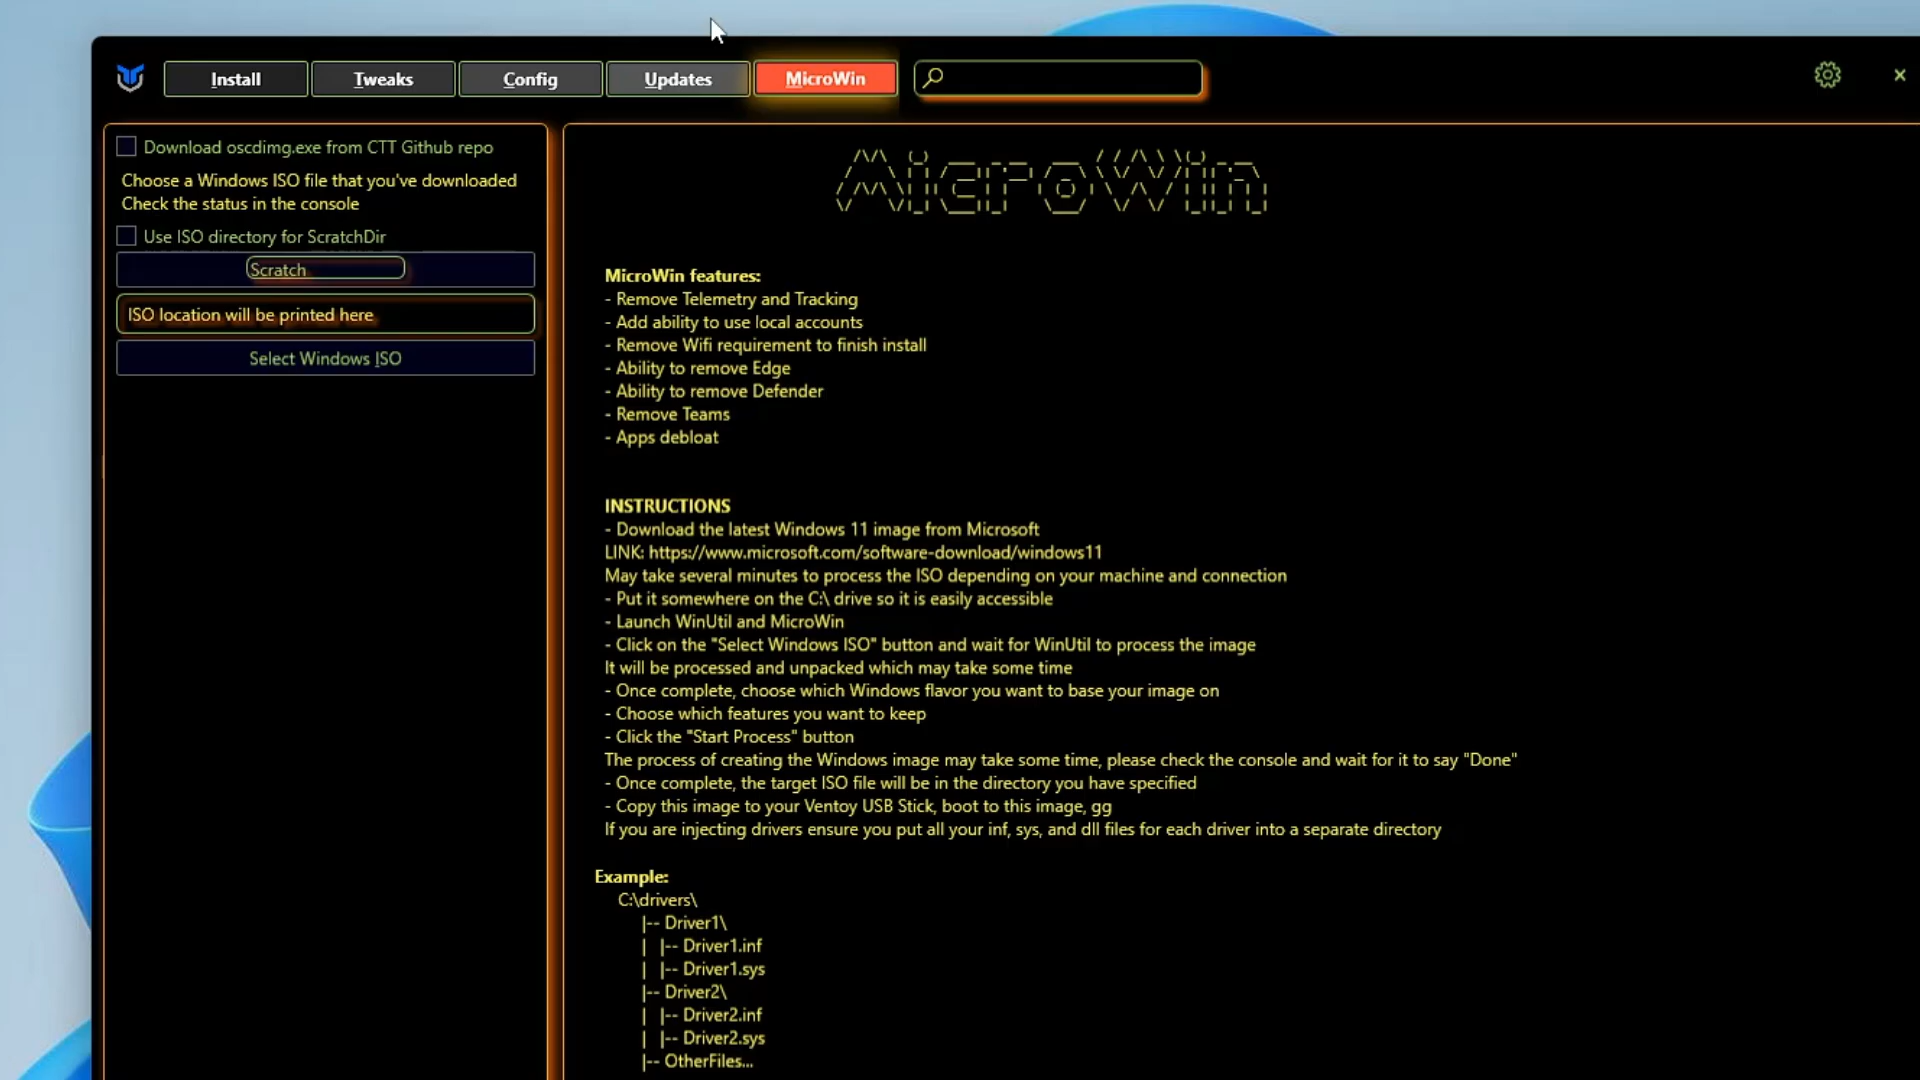 Install
Tweaks
Config
Updates
MicroWin
Download oscdimg.exe from CTT Github repo
Choose a Windows ISO file that you've downloaded
Check the status in the console
Use ISO directory for ScratchDir
Scratch
ISO location will be printed here
Select Windows ISO
MicroWin
MicroWin features:
- Remove Telemetry and Tracking
- Add ability to use local accounts
- Remove Wifi requirement to finish install
- Ability to remove Edge
- Ability to remove Defender
- Remove Teams
- Apps debloat
INSTRUCTIONS
- Download the latest Windows 11 image from Microsoft
LINK: https://www.microsoft.com/software-download/windows11
May take several minutes to process the ISO depending on your machine and connection
- Put it somewhere on the C:\ drive so it is easily accessible
- Launch WinUtil and MicroWin
- Click on the "Select Windows ISO" button and wait for WinUtil to process the image
It will be processed and unpacked which may take some time
- Once complete, choose which Windows flavor you want to base your image on
- Choose which features you want to keep
- Click the "Start Process" button
The process of creating the Windows image may take some time, please check the console and wait for it to say "Done"
- Once complete, the target ISO file will be in the directory you have specified
- Copy this image to your Ventoy USB Stick, boot to this image, gg
If you are injecting drivers ensure you put all your inf, sys, and dll files for each driver into a separate directory
Example:
C:\drivers\
|-- Driver1\
|   |-- Driver1.inf
|   |-- Driver1.sys
|-- Driver2\
|   |-- Driver2.inf
|   |-- Driver2.sys
|-- OtherFiles...